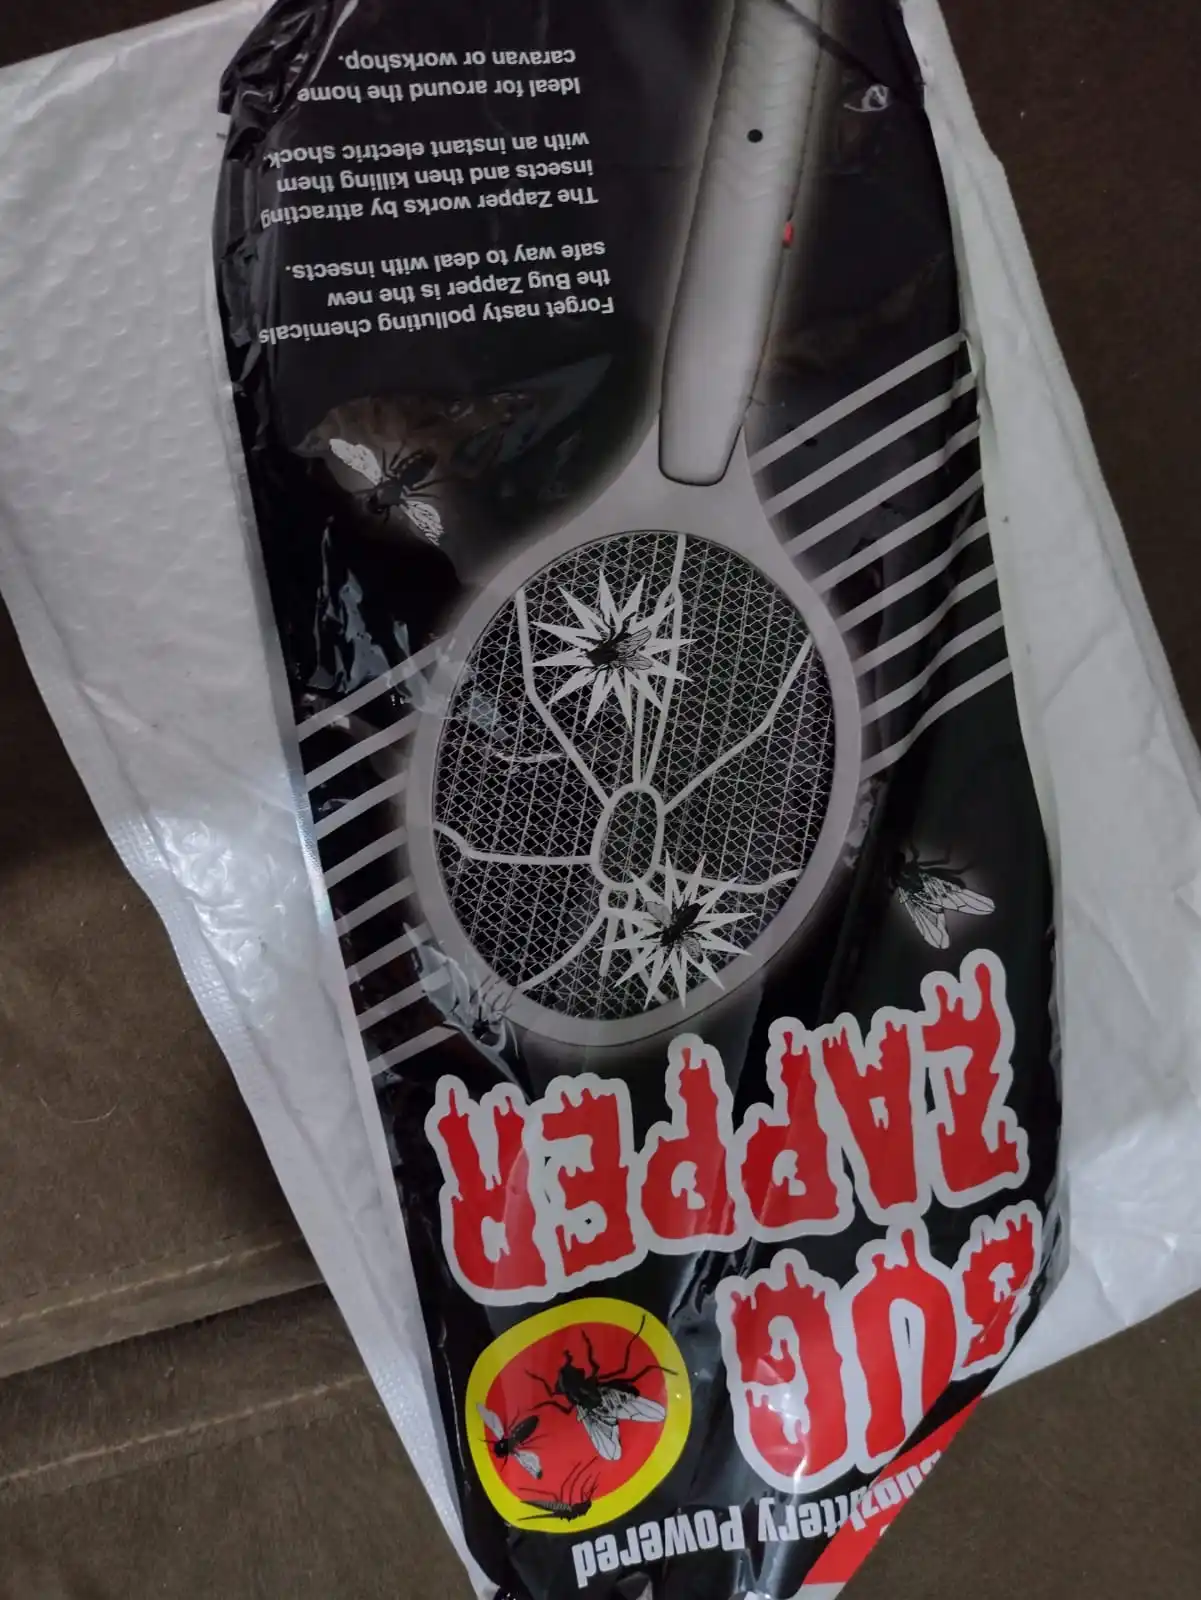 Battery Powered
BUG
ZAPPER
Forget nasty polluting chemicals
the Bug Zapper is the new
safe way to deal with insects.
The Zapper works by attracting
insects and then killing them
with an instant electric shock.
Ideal for around the home
caravan or workshop.